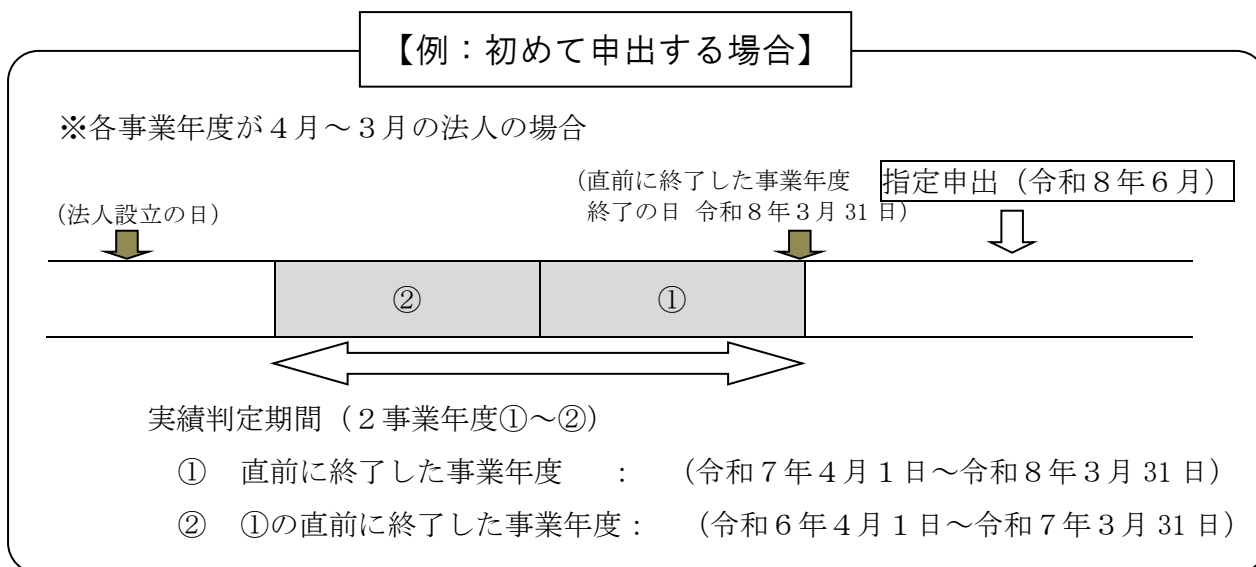 【例：初めて申出する場合】
※各事業年度が４月～３月の法人の場合
（法人設立の日）
（直前に終了した事業年度
終了の日 令和８年３月 31 日）
指定申出（令和８年６月）
② ①
実績判定期間（２事業年度①～②）
① 直前に終了した事業年度 ： （令和７年４月１日～令和８年３月 31 日）
② ①の直前に終了した事業年度： （令和６年４月１日～令和７年３月 31 日）